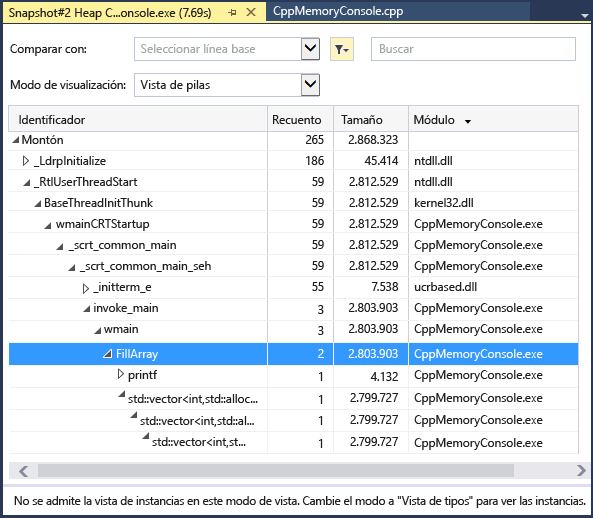 Snapshot#2 Heap C...onsole.exe (7.69s) CppMemoryConsole.cpp
Comparar con: Seleccionar línea base Buscar
Modo de visualización: Vista de pilas
Identificador Recuento Tamaño Módulo
Montón 265 2.868.323
_LdrpInitialize 186 45.414 ntdll.dll
_RtlUserThreadStart 59 2.812.529 ntdll.dll
BaseThreadInitThunk 59 2.812.529 kernel32.dll
wmainCRTStartup 59 2.812.529 CppMemoryConsole.exe
_scrt_common_main 59 2.812.529 CppMemoryConsole.exe
_scrt_common_main_seh 59 2.812.529 CppMemoryConsole.exe
_initterm_e 55 7.538 ucrbased.dll
invoke_main 3 2.803.903 CppMemoryConsole.exe
wmain 3 2.803.903 CppMemoryConsole.exe
FillArray 2 2.803.903 CppMemoryConsole.exe
printf 1 4.132 CppMemoryConsole.exe
std::vector<int,std::alloc... 1 2.799.727 CppMemoryConsole.exe
std::vector<int,std::al... 1 2.799.727 CppMemoryConsole.exe
std::vector<int,st... 1 2.799.727 CppMemoryConsole.exe
No se admite la vista de instancias en este modo de vista. Cambie el modo a "Vista de tipos" para ver las instancias.